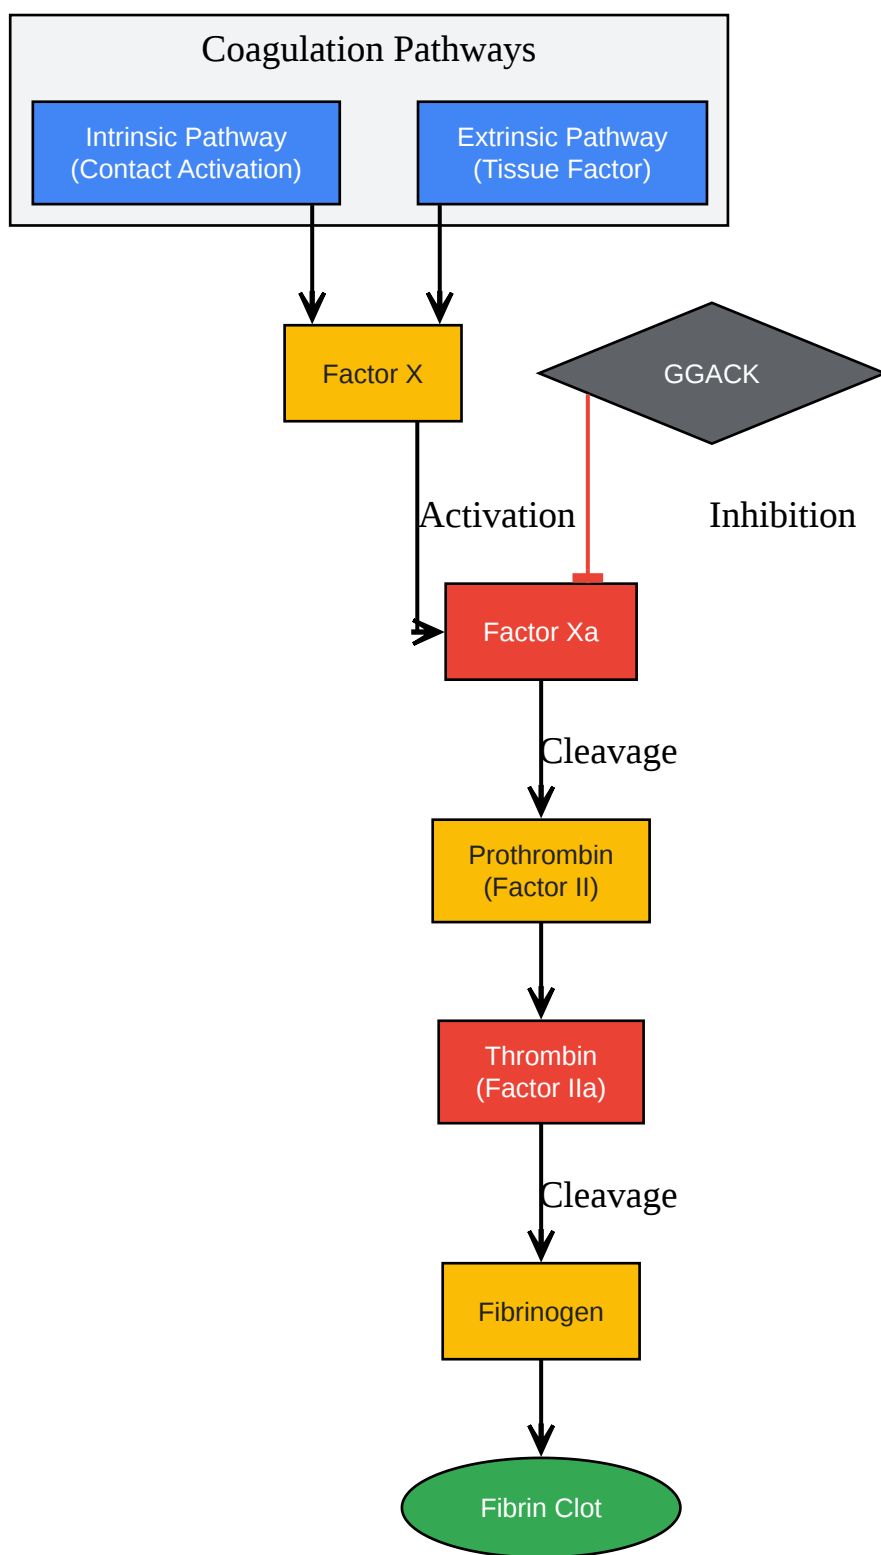 Coagulation Pathways
Intrinsic Pathway
(Contact Activation)
Extrinsic Pathway
(Tissue Factor)
Factor X
GGACK
Activation
Inhibition
Factor Xa
Cleavage
Prothrombin
(Factor II)
Thrombin
(Factor IIa)
Cleavage
Fibrinogen
Fibrin Clot